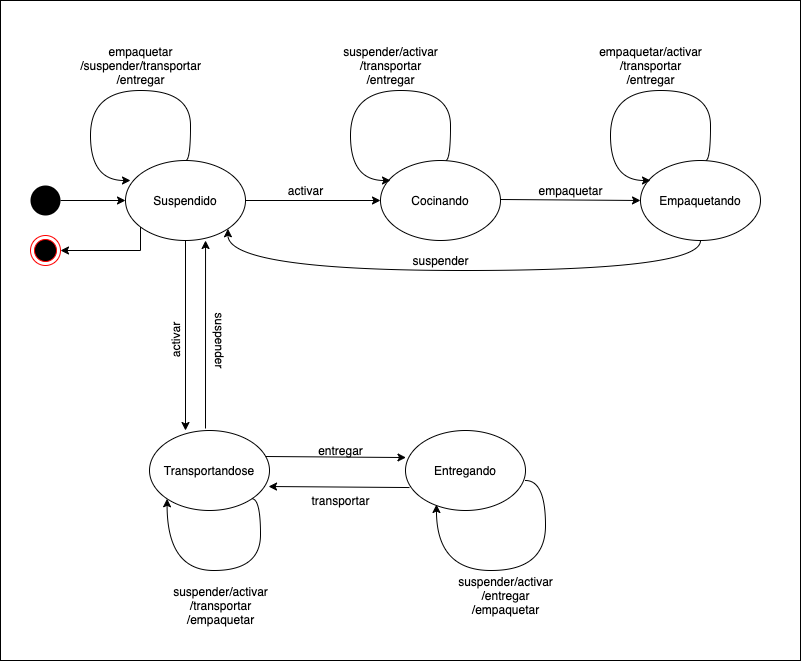 empaquetar
/suspender/transportar
/entregar
suspender/activar
/transportar
/entregar
empaquetar/activar
/transportar
/entregar
Suspendido
activar
Cocinando
empaquetar
Empaquetando
suspender
activar
suspender
Transportandose
entregar
transportar
Entregando
suspender/activar
/transportar
/empaquetar
suspender/activar
/entregar
/empaquetar